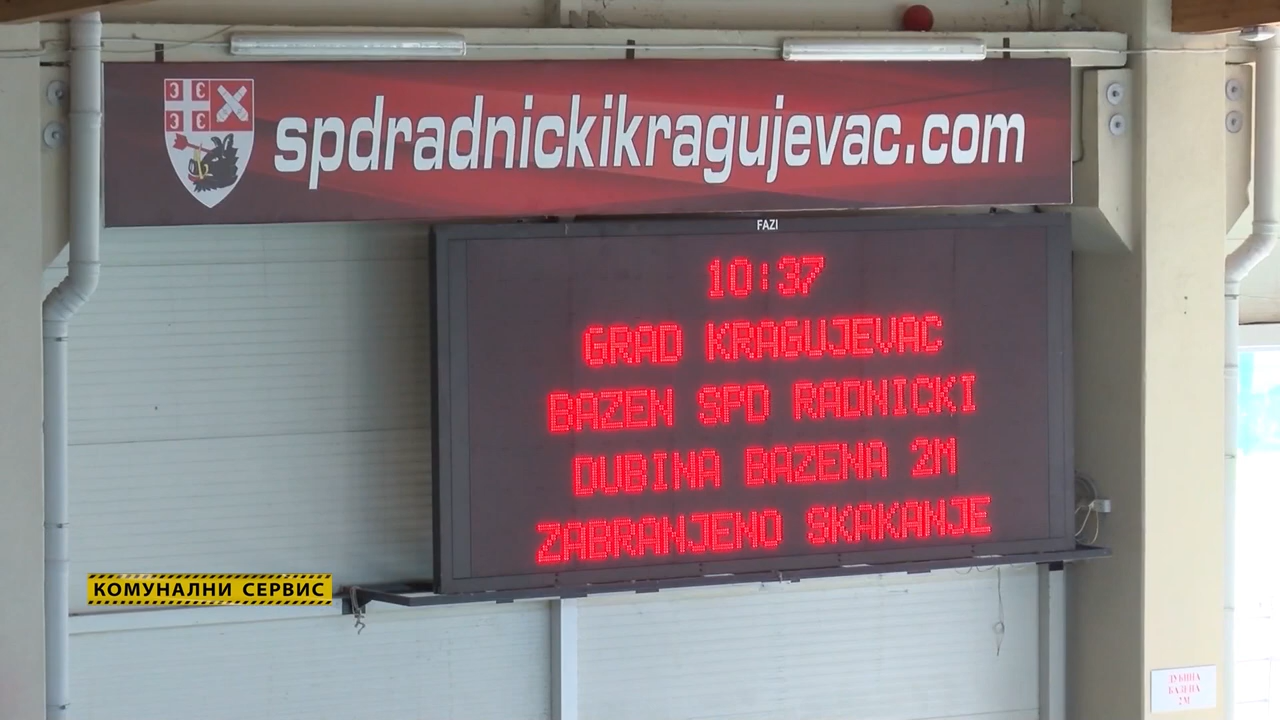 spdradnickikragujevac.com
FAZI
10:37
GRAD KRAGUJEVAC
BAZEN SPD RADNICKI
DUBINA BAZENA 2M
ZABRANJENO SKAKANJE
КОМУНАЛНИ СЕРВИС
ДУБИНА
БАЗЕНА
2М